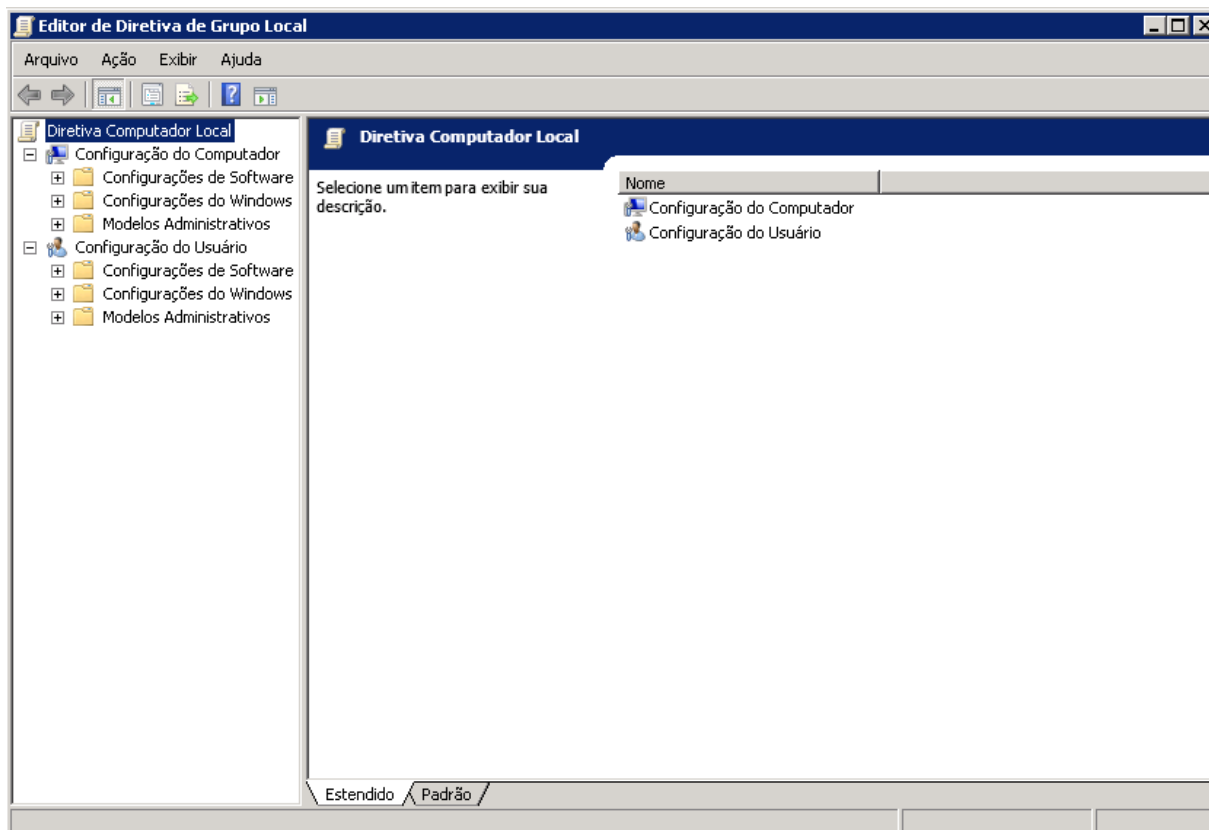 Editor de Diretiva de Grupo Local
Arquivo Ação Exibir Ajuda
Diretiva Computador Local
Configuração do Computador
Configurações de Software
Configurações do Windows
Modelos Administrativos
Configuração do Usuário
Configurações de Software
Configurações do Windows
Modelos Administrativos
Diretiva Computador Local
Selecione um item para exibir sua
descrição.
Nome
Configuração do Computador
Configuração do Usuário
Estendido Padrão